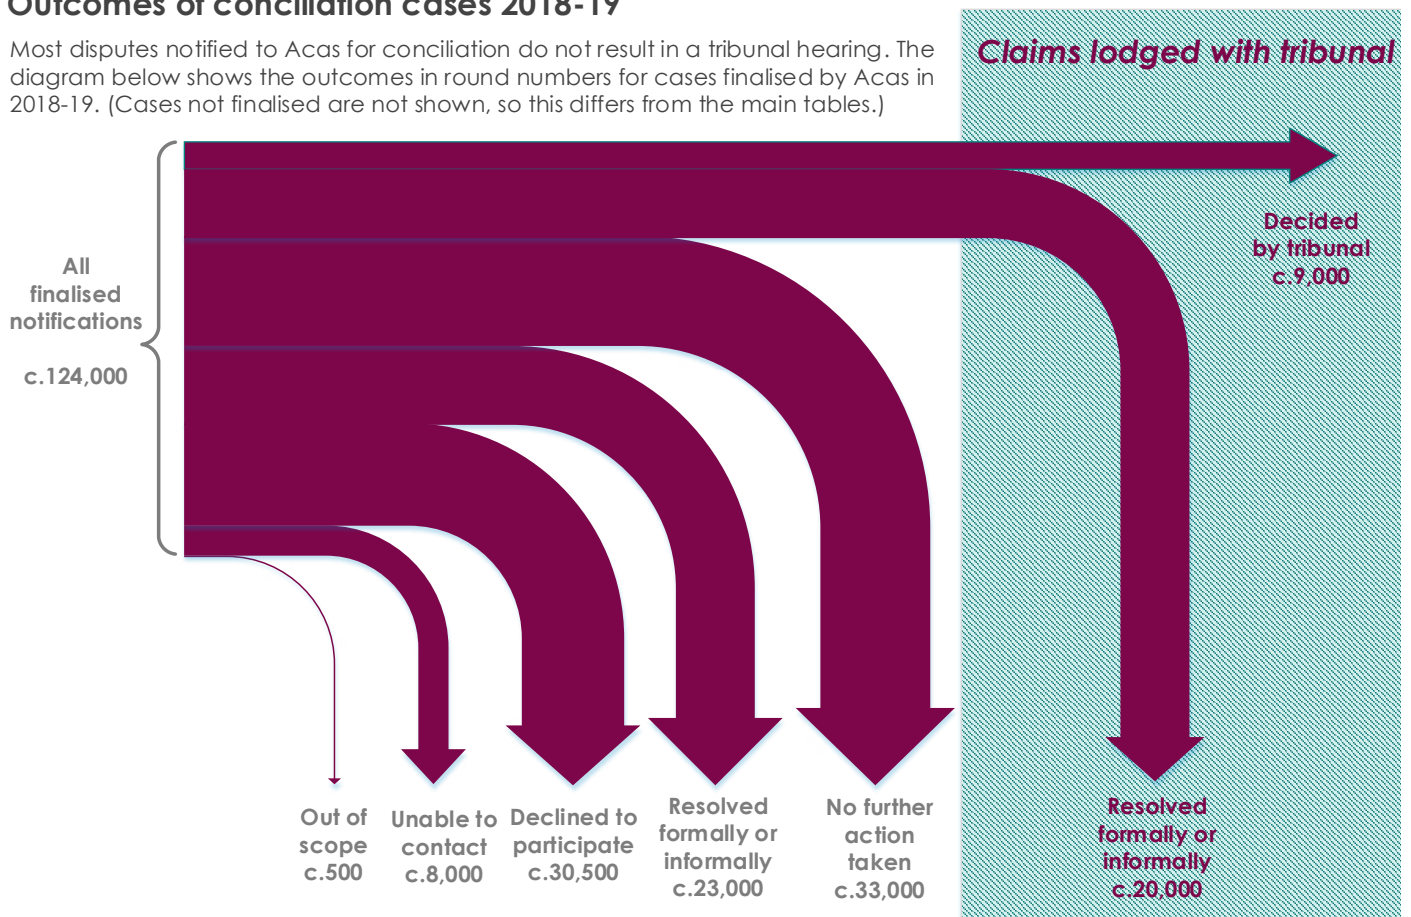 Outcomes of conciliation cases 2018-19
Most disputes notified to Acas for conciliation do not result in a tribunal hearing. The
diagram below shows the outcomes in round numbers for cases finalised by Acas in
2018-19. (Cases not finalised are not shown, so this differs from the main tables.)
Claims lodged with tribunal
All
finalised
notifications
c.124,000
Decided
by tribunal
c.9,000
Out of
scope
c.500
Unable to
contact
c.8,000
Declined to
participate
c.30,500
Resolved
formally or
informally
c.23,000
No further
action
taken
c.33,000
Resolved
formally or
informally
c.20,000